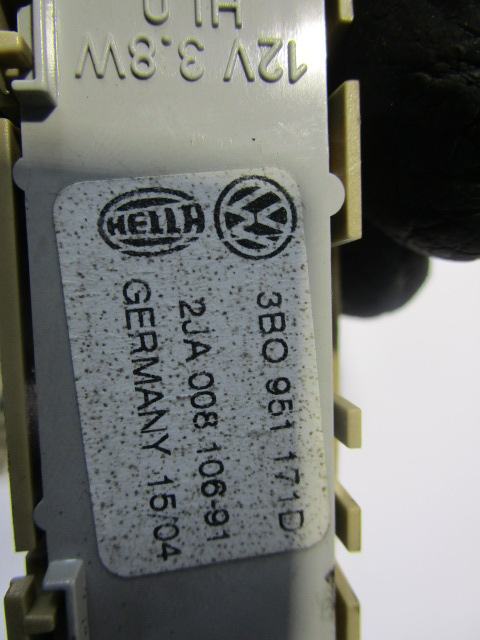 12V 3.8W
HELLA
3B0 951 171D
2JA 008 106-91
GERMANY 15/04